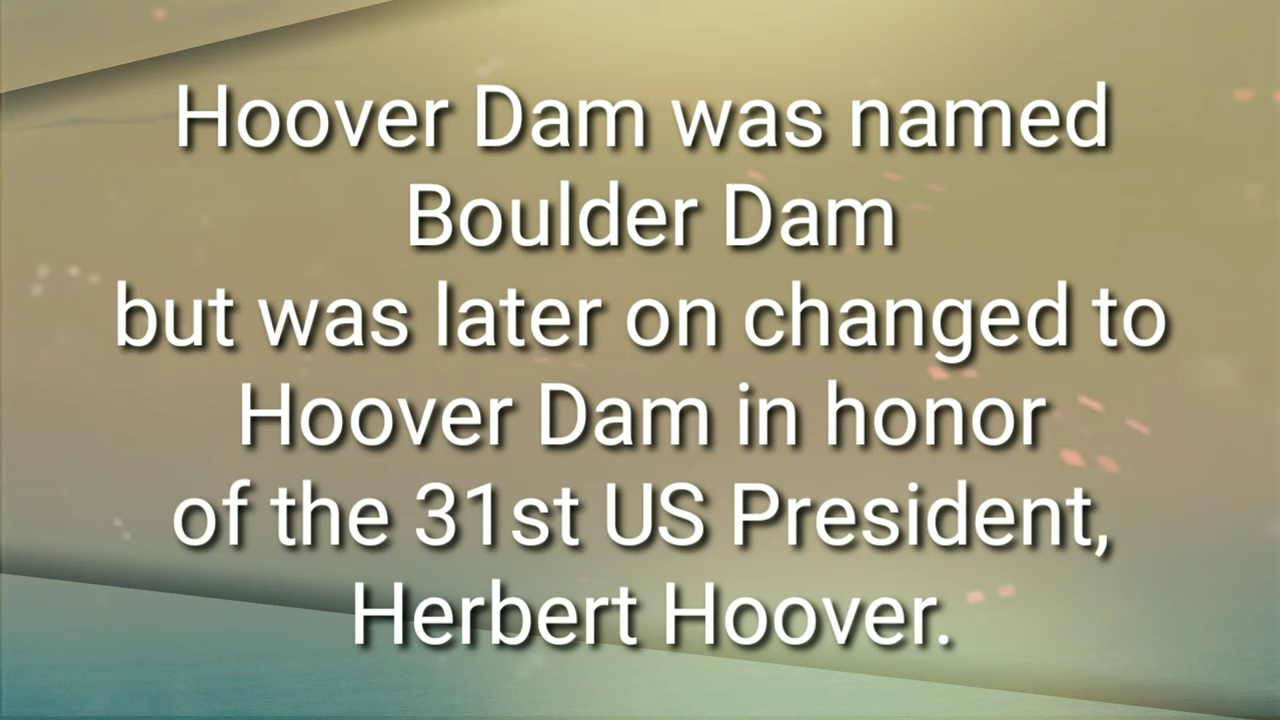 Hoover Dam was named
Boulder Dam
but was later on changed to
Hoover Dam in honor
of the 31st US President,
Herbert Hoover.